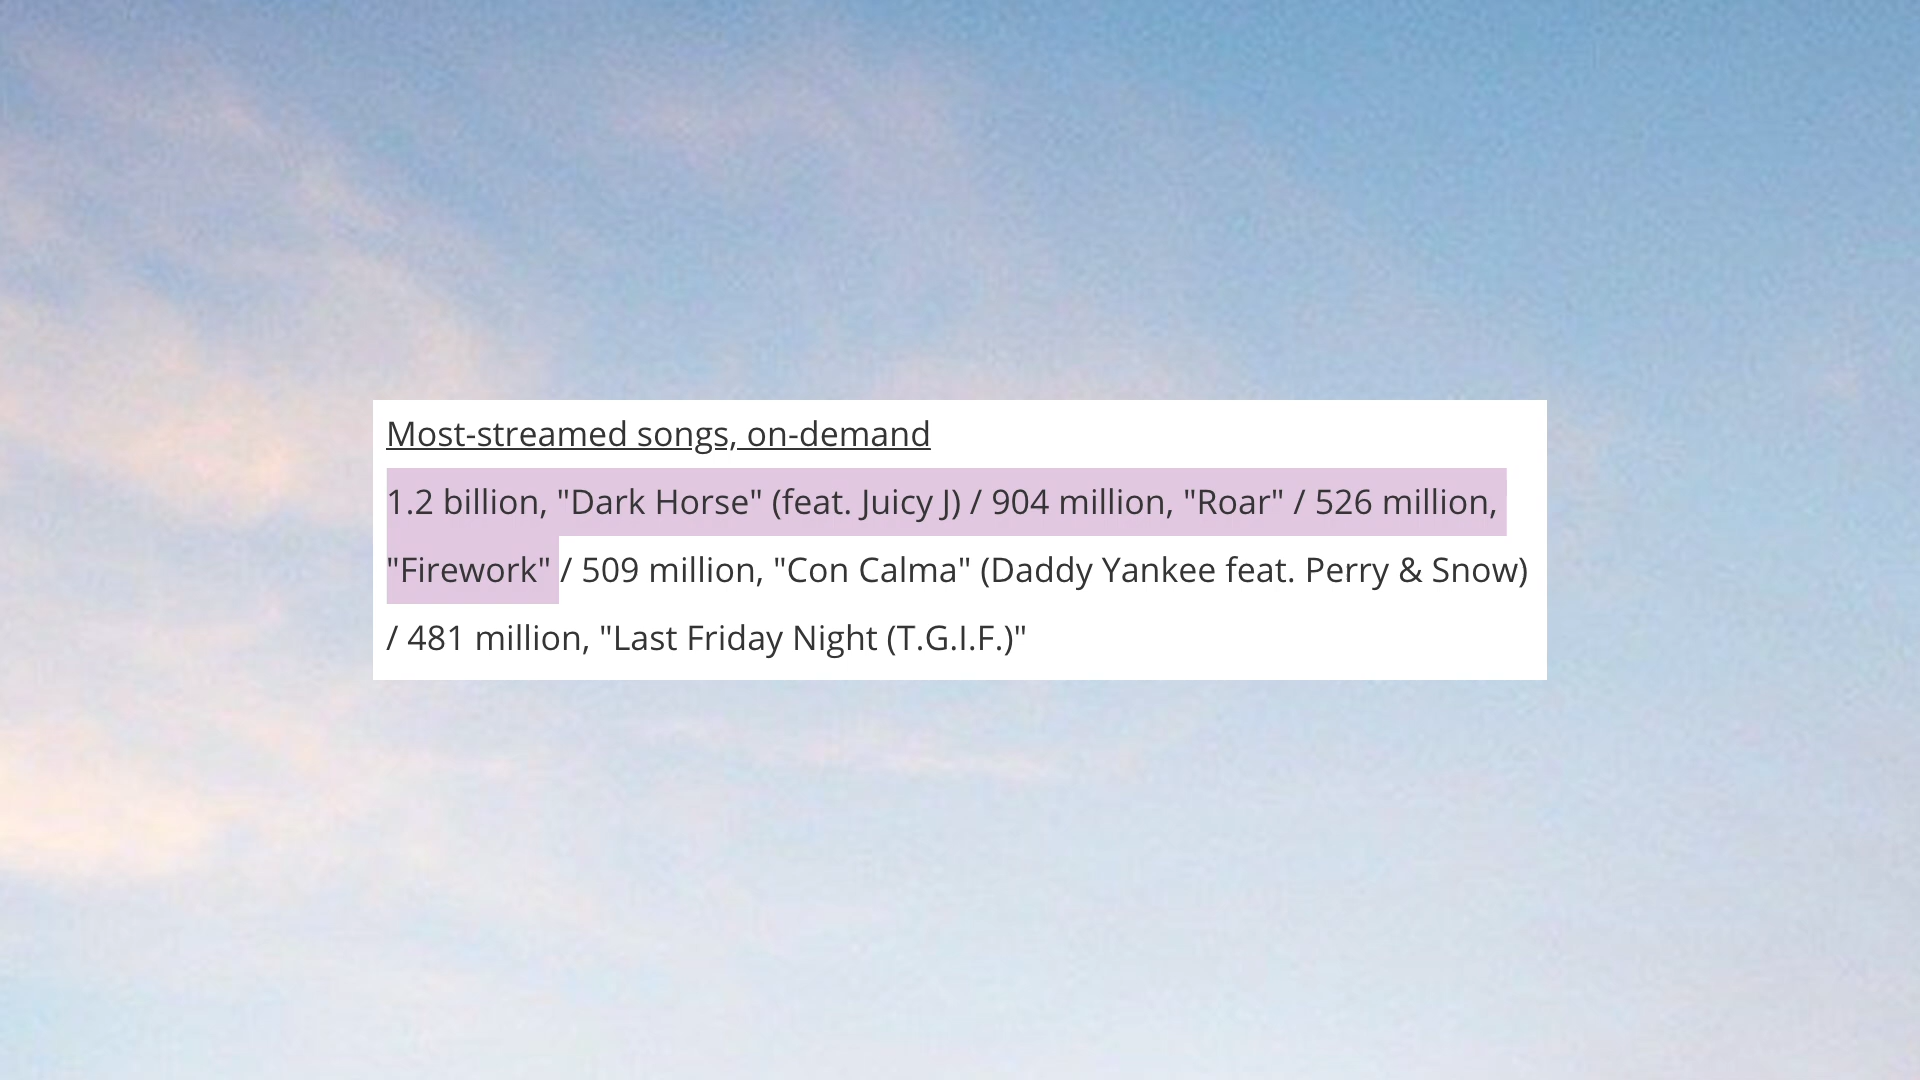 Most-streamed songs, on-demand
1.2 billion, "Dark Horse" (feat. Juicy J) / 904 million, "Roar" / 526 million,
"Firework" / 509 million, "Con Calma" (Daddy Yankee feat. Perry & Snow)
/ 481 million, "Last Friday Night (T.G.I.F.)"